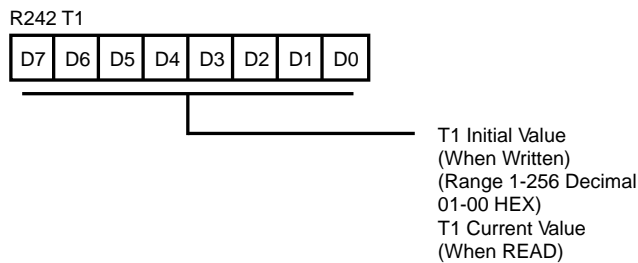 R242 T1
D7 D6 D5 D4 D3 D2 D1 D0
T1 Initial Value
(When Written)
(Range 1-256 Decimal
01-00 HEX)
T1 Current Value
(When READ)